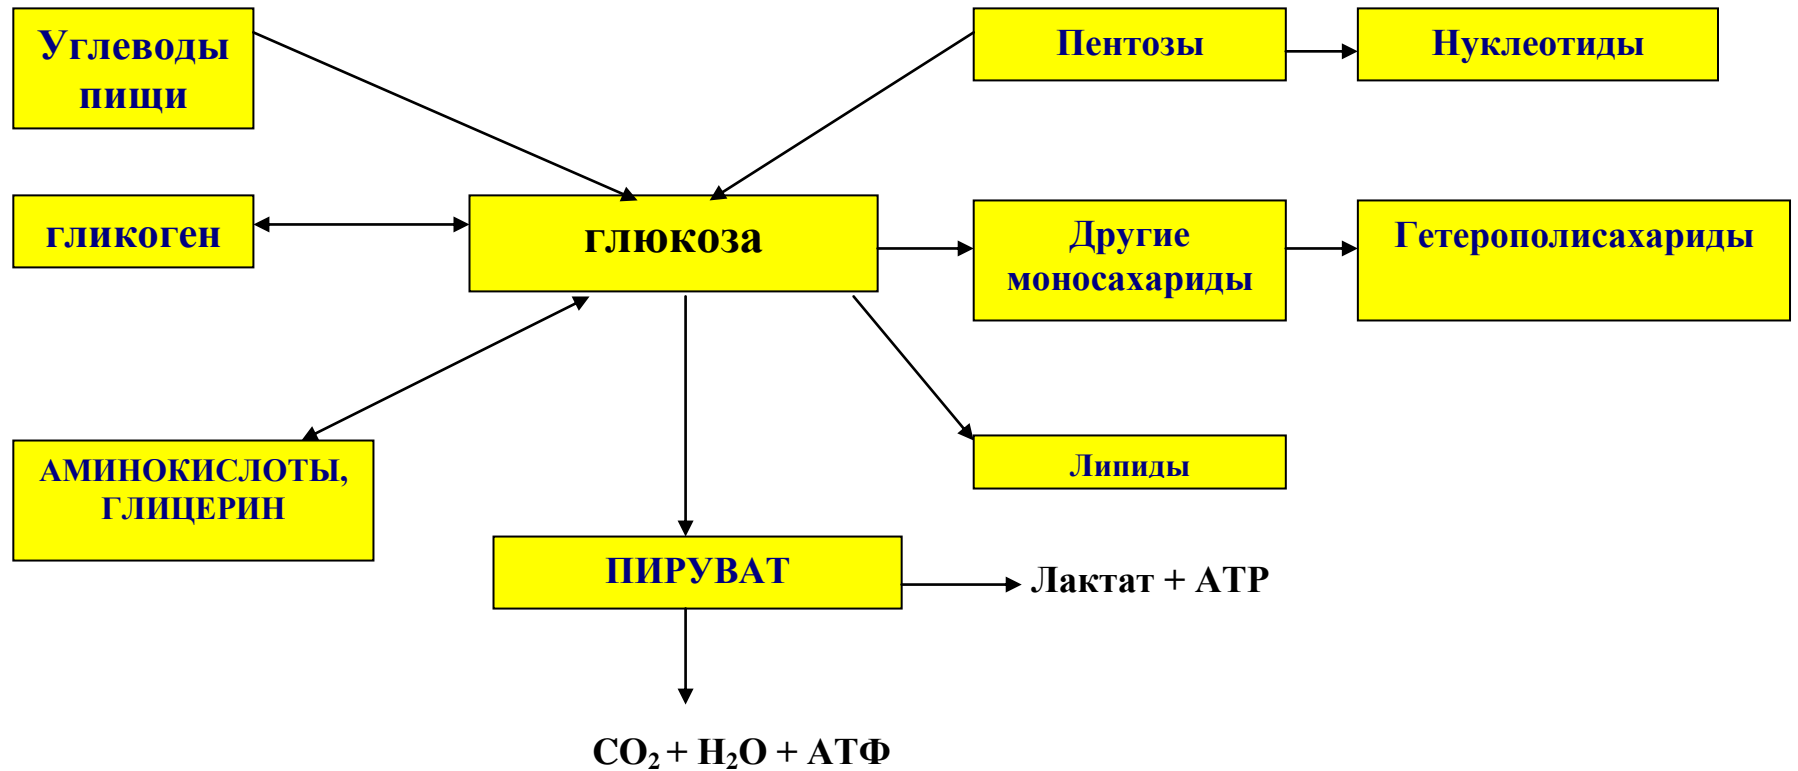 Углеводы
пищи
Пентозы
Нуклеотиды
гликоген
глюкоза
Другие
моносахариды
Гетерополисахариды
АМИНОКИСЛОТЫ,
ГЛИЦЕРИН
Липиды
ПИРУВАТ
Лактат + АТР
CO₂ + H₂O + АТФ